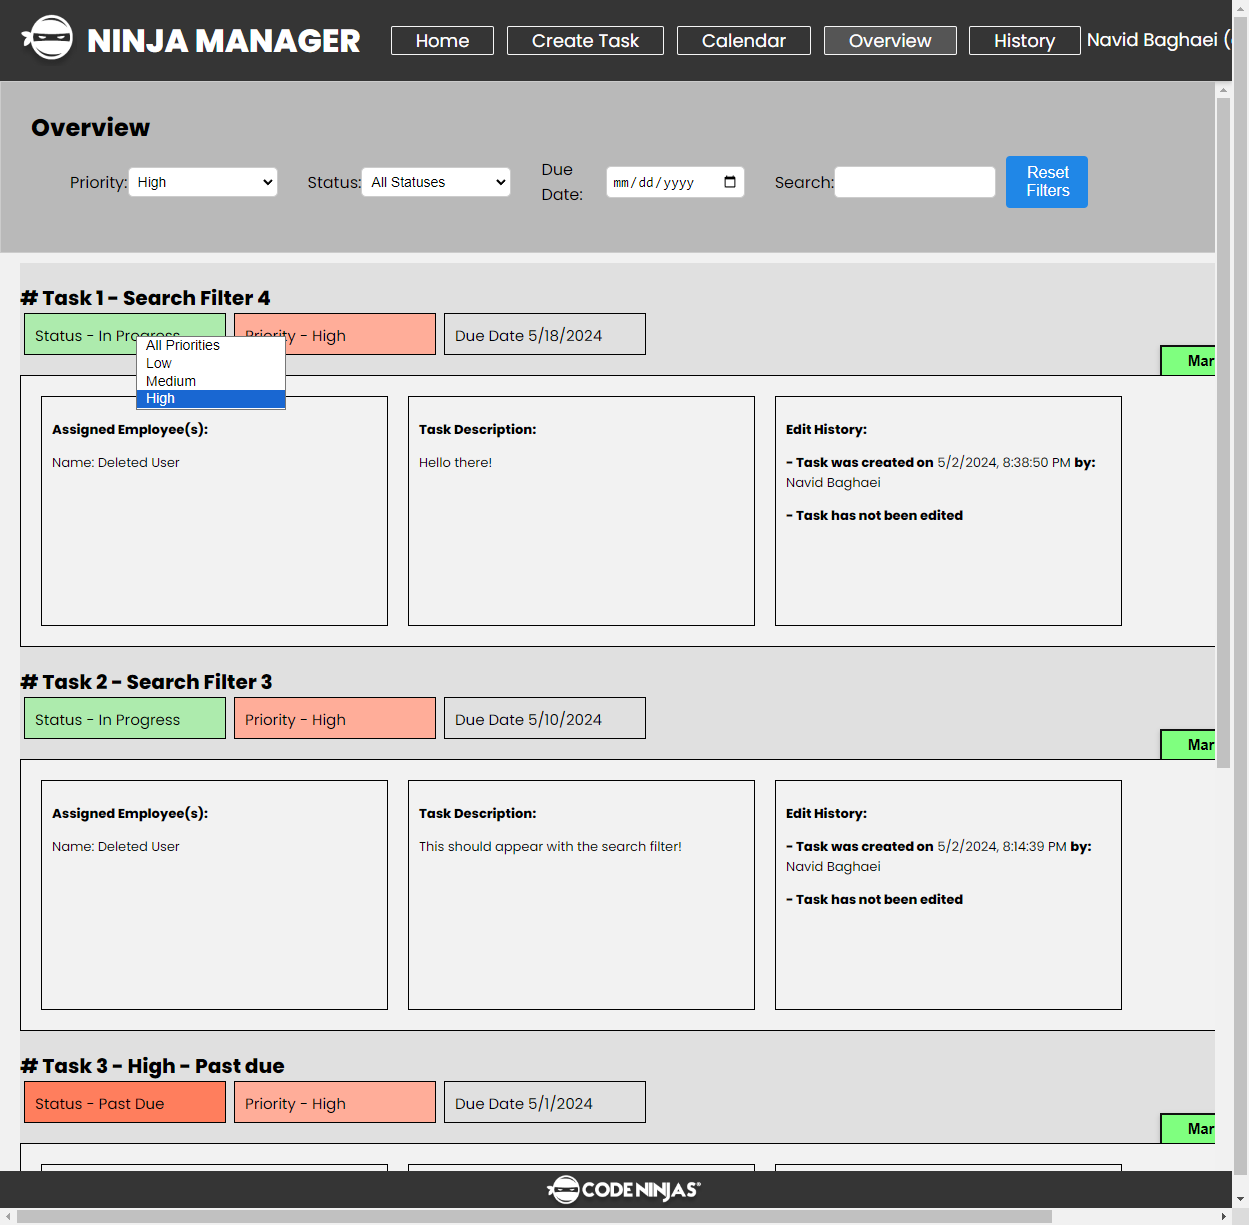 NINJA MANAGER
Home
Create Task
Calendar
Overview
History
Navid Baghaei (
Overview
Priority:
High
Status:
All Statuses
Due
Date:
mm/dd/yyyy
Search:
Reset
Filters
# Task 1 - Search Filter 4
Status - In Progress
Priority - High
Due Date 5/18/2024
Mar
All Priorities
Low
Medium
High
Assigned Employee(s):
Name: Deleted User
Task Description:
Hello there!
Edit History:
- Task was created on 5/2/2024, 8:38:50 PM by:
Navid Baghaei
- Task has not been edited
# Task 2 - Search Filter 3
Status - In Progress
Priority - High
Due Date 5/10/2024
Mar
Assigned Employee(s):
Name: Deleted User
Task Description:
This should appear with the search filter!
Edit History:
- Task was created on 5/2/2024, 8:14:39 PM by:
Navid Baghaei
- Task has not been edited
# Task 3 - High - Past due
Status - Past Due
Priority - High
Due Date 5/1/2024
Mar
CODE NINJAS®